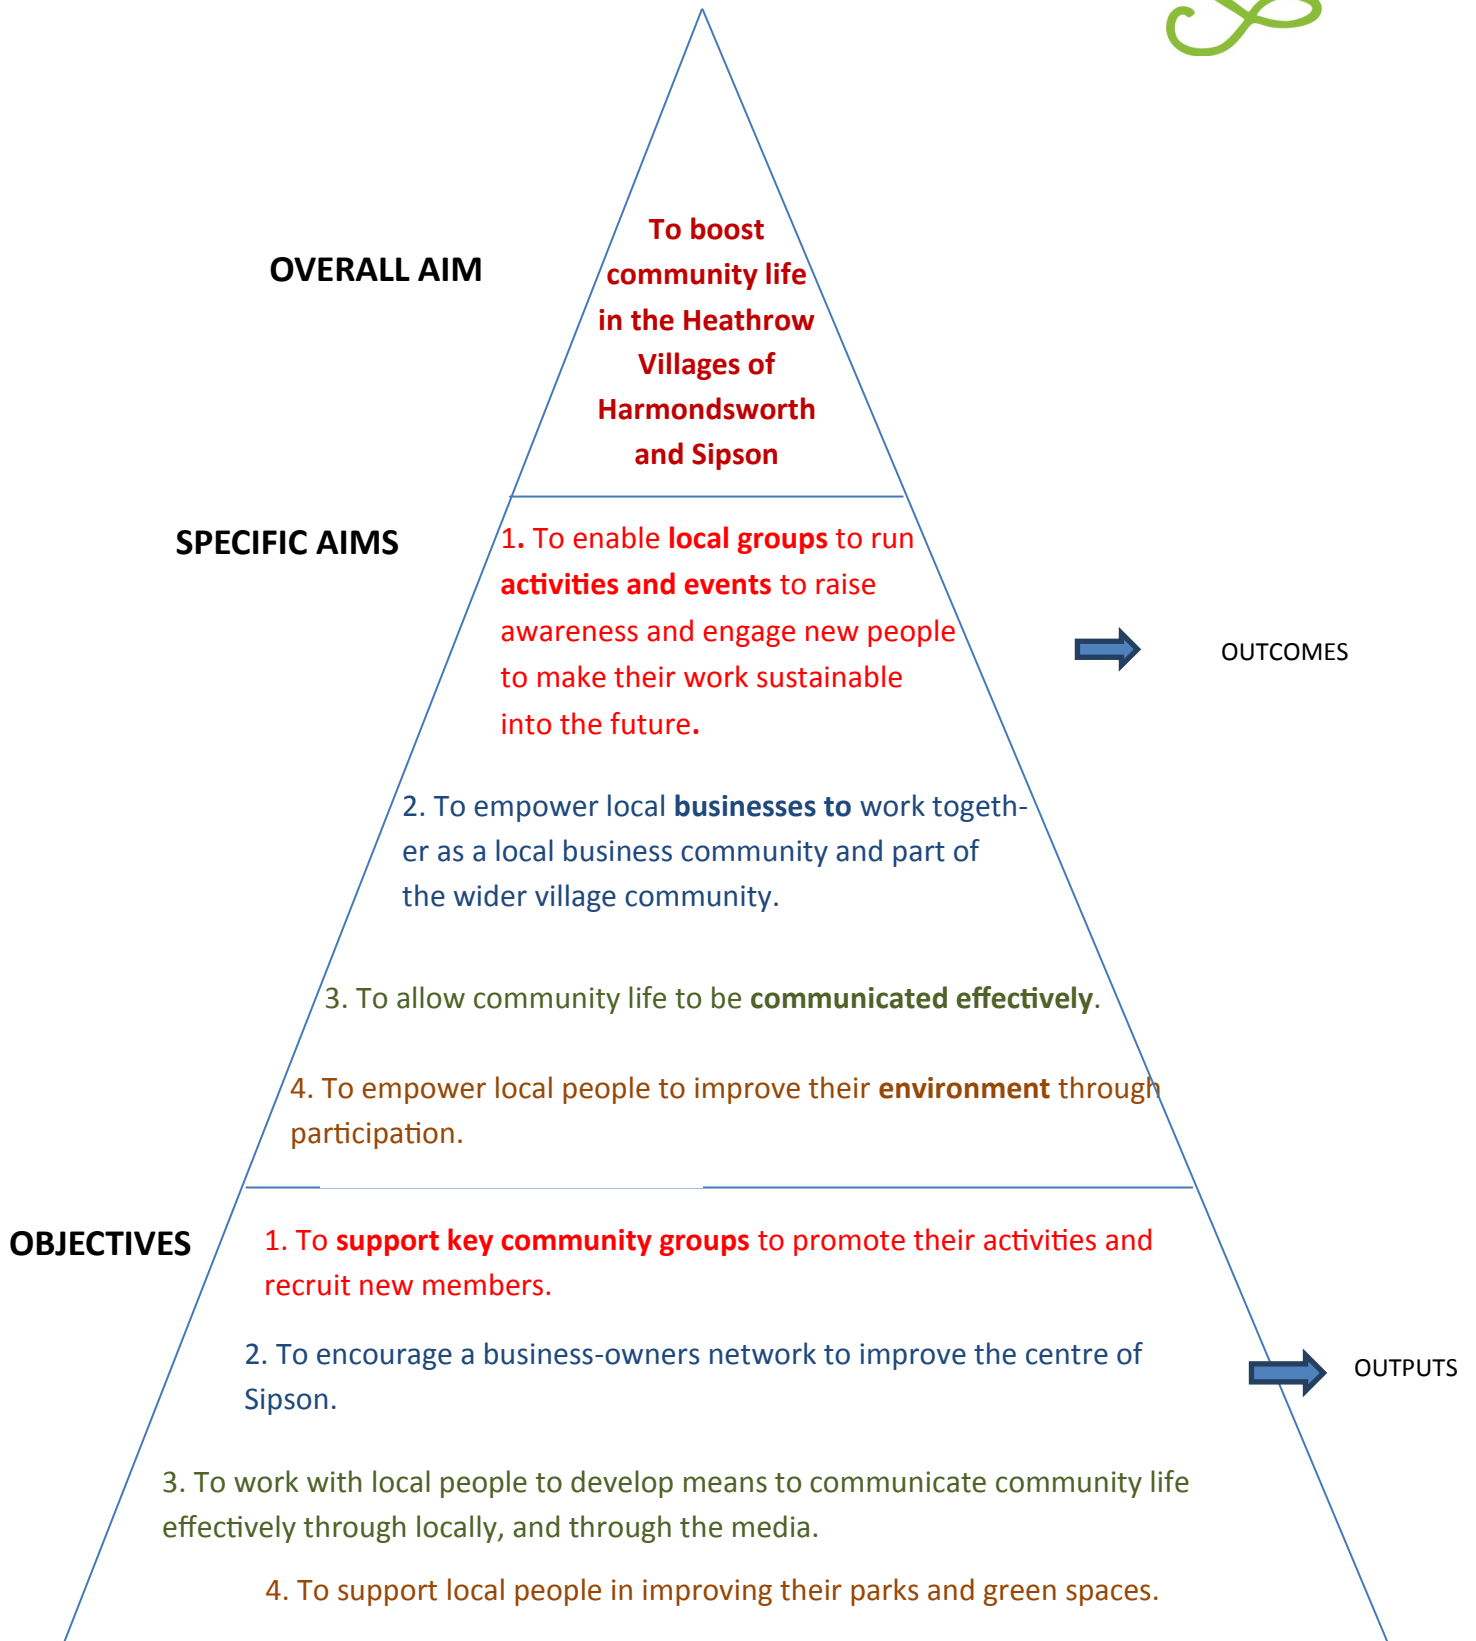 OVERALL AIM
To boost
community life
in the Heathrow
Villages of
Harmondsworth
and Sipson
SPECIFIC AIMS
1. To enable local groups to run
activities and events to raise
awareness and engage new people
to make their work sustainable
into the future.
OUTCOMES
2. To empower local businesses to work togeth-
er as a local business community and part of
the wider village community.
3. To allow community life to be communicated effectively.
4. To empower local people to improve their environment through
participation.
OBJECTIVES
1. To support key community groups to promote their activities and
recruit new members.
2. To encourage a business-owners network to improve the centre of
Sipson.
OUTPUTS
3. To work with local people to develop means to communicate community life
effectively through locally, and through the media.
4. To support local people in improving their parks and green spaces.